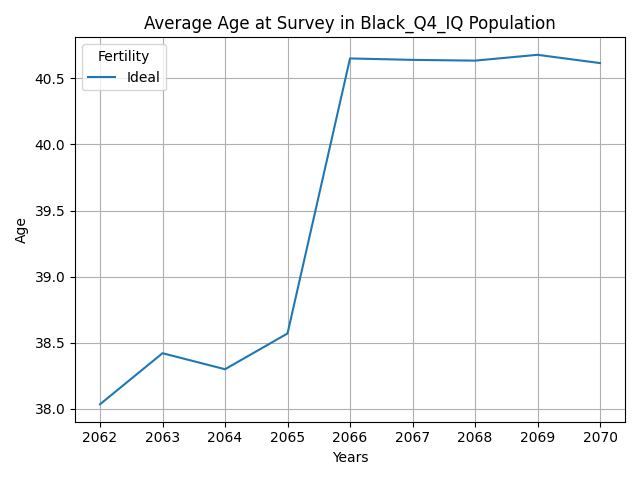 Average Age at Survey in Black_Q4_IQ Population
Fertility
Ideal
40.5
40.0
39.5
39.0
38.5
38.0
Age
2062 2063 2064 2065 2066 2067 2068 2069 2070
Years